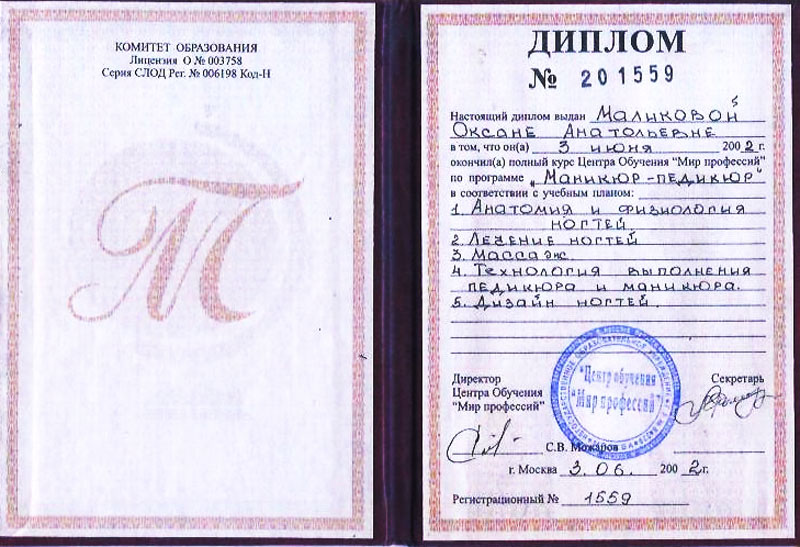 КОМИТЕТ ОБРАЗОВАНИЯ
Лицензия О № 003758
Серия СЛОД Рег. № 006198 Код-Н
ДИПЛОМ
№ 201559
Настоящий диплом выдан Маликовой
Оксане Анатольевне
в том, что он(а) 3 июня 2002г.
окончил(а) полный курс Центра Обучения "Мир профессий"
по программе "Маникюр-педикюр"
в соответствии с учебным планом:
1. Анатомия и физиология
ногтей
2. Лечение ногтей
3. Массаж
4. Технология выполнения
педикюра и маникюра.
5. Дизайн ногтей.
Директор
Центра Обучения
"Мир профессий"
Секретарь
"Центр обучения
"Мир профессий"
С.В. Можаров
г. Москва 3.06. 2002г.
Регистрационный № 1559